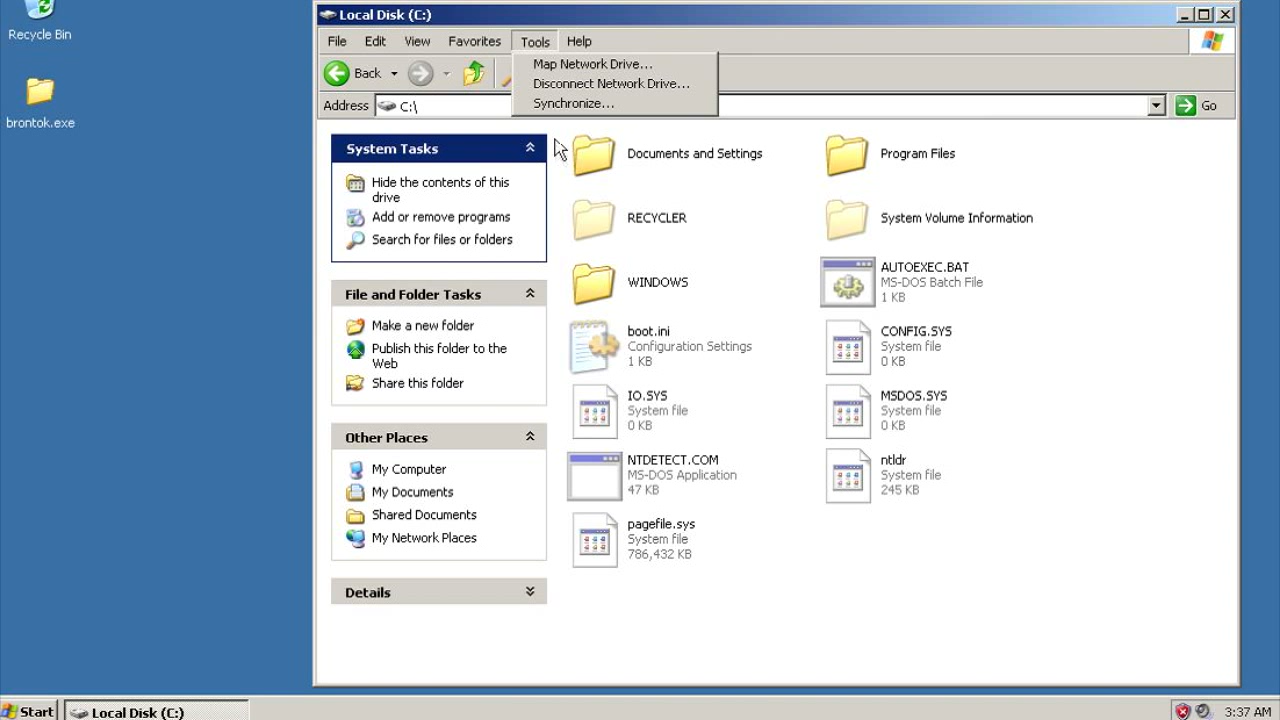 Recycle Bin
brontok.exe
Local Disk (C:)
File Edit View Favorites Tools Help
Map Network Drive...
Disconnect Network Drive...
Synchronize...
Back
Address C:\ Go
System Tasks
Hide the contents of this
drive
Add or remove programs
Search for files or folders
File and Folder Tasks
Make a new folder
Publish this folder to the
Web
Share this folder
Other Places
My Computer
My Documents
Shared Documents
My Network Places
Details
Documents and Settings
Program Files
RECYCLER
System Volume Information
WINDOWS
AUTOEXEC.BAT
MS-DOS Batch File
1 KB
boot.ini
Configuration Settings
1 KB
CONFIG.SYS
System file
0 KB
IO.SYS
System file
0 KB
MSDOS.SYS
System file
0 KB
NTDETECT.COM
MS-DOS Application
47 KB
ntldr
System file
245 KB
pagefile.sys
System file
786,432 KB
Start
Local Disk (C:)
3:37 AM